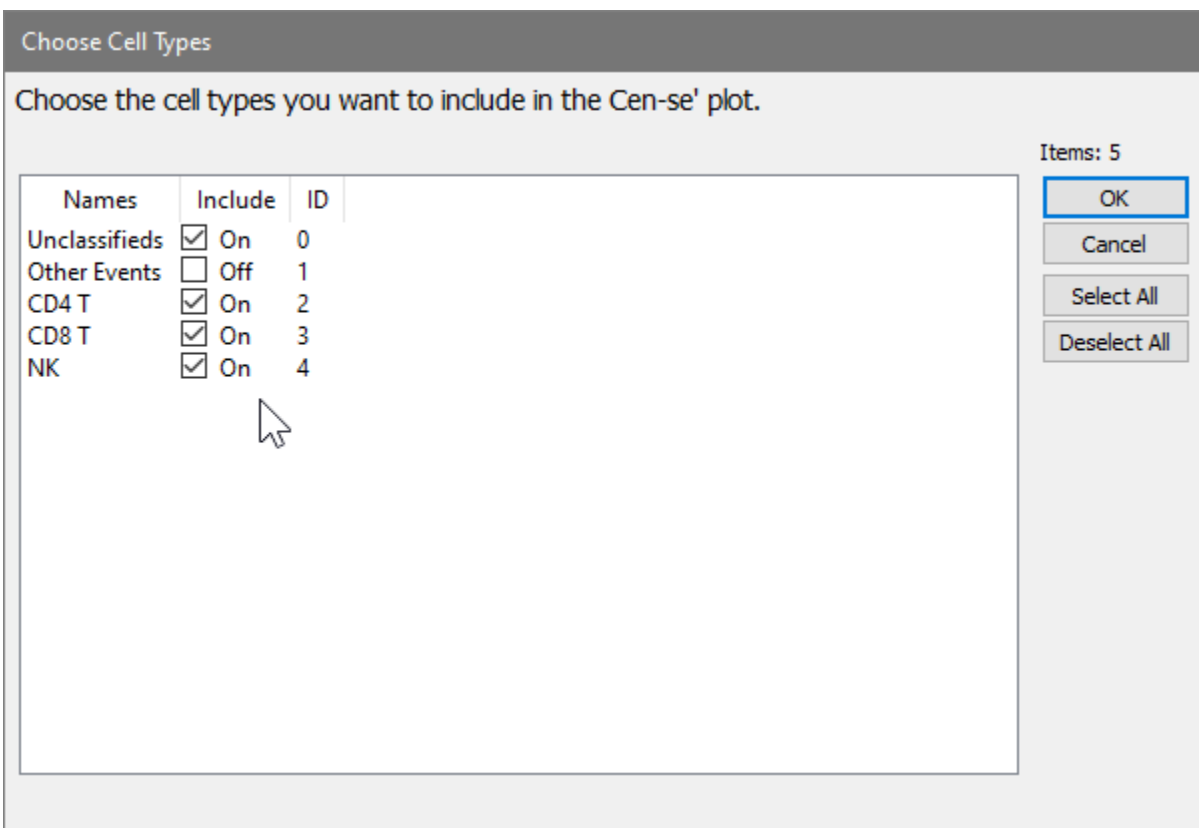 Choose Cell Types
Choose the cell types you want to include in the Cen-se' plot.
Items: 5
Names Include ID
OK
Unclassifieds On 0
Cancel
Other Events Off 1
CD4 T On 2
Select All
CD8 T On 3
Deselect All
NK On 4